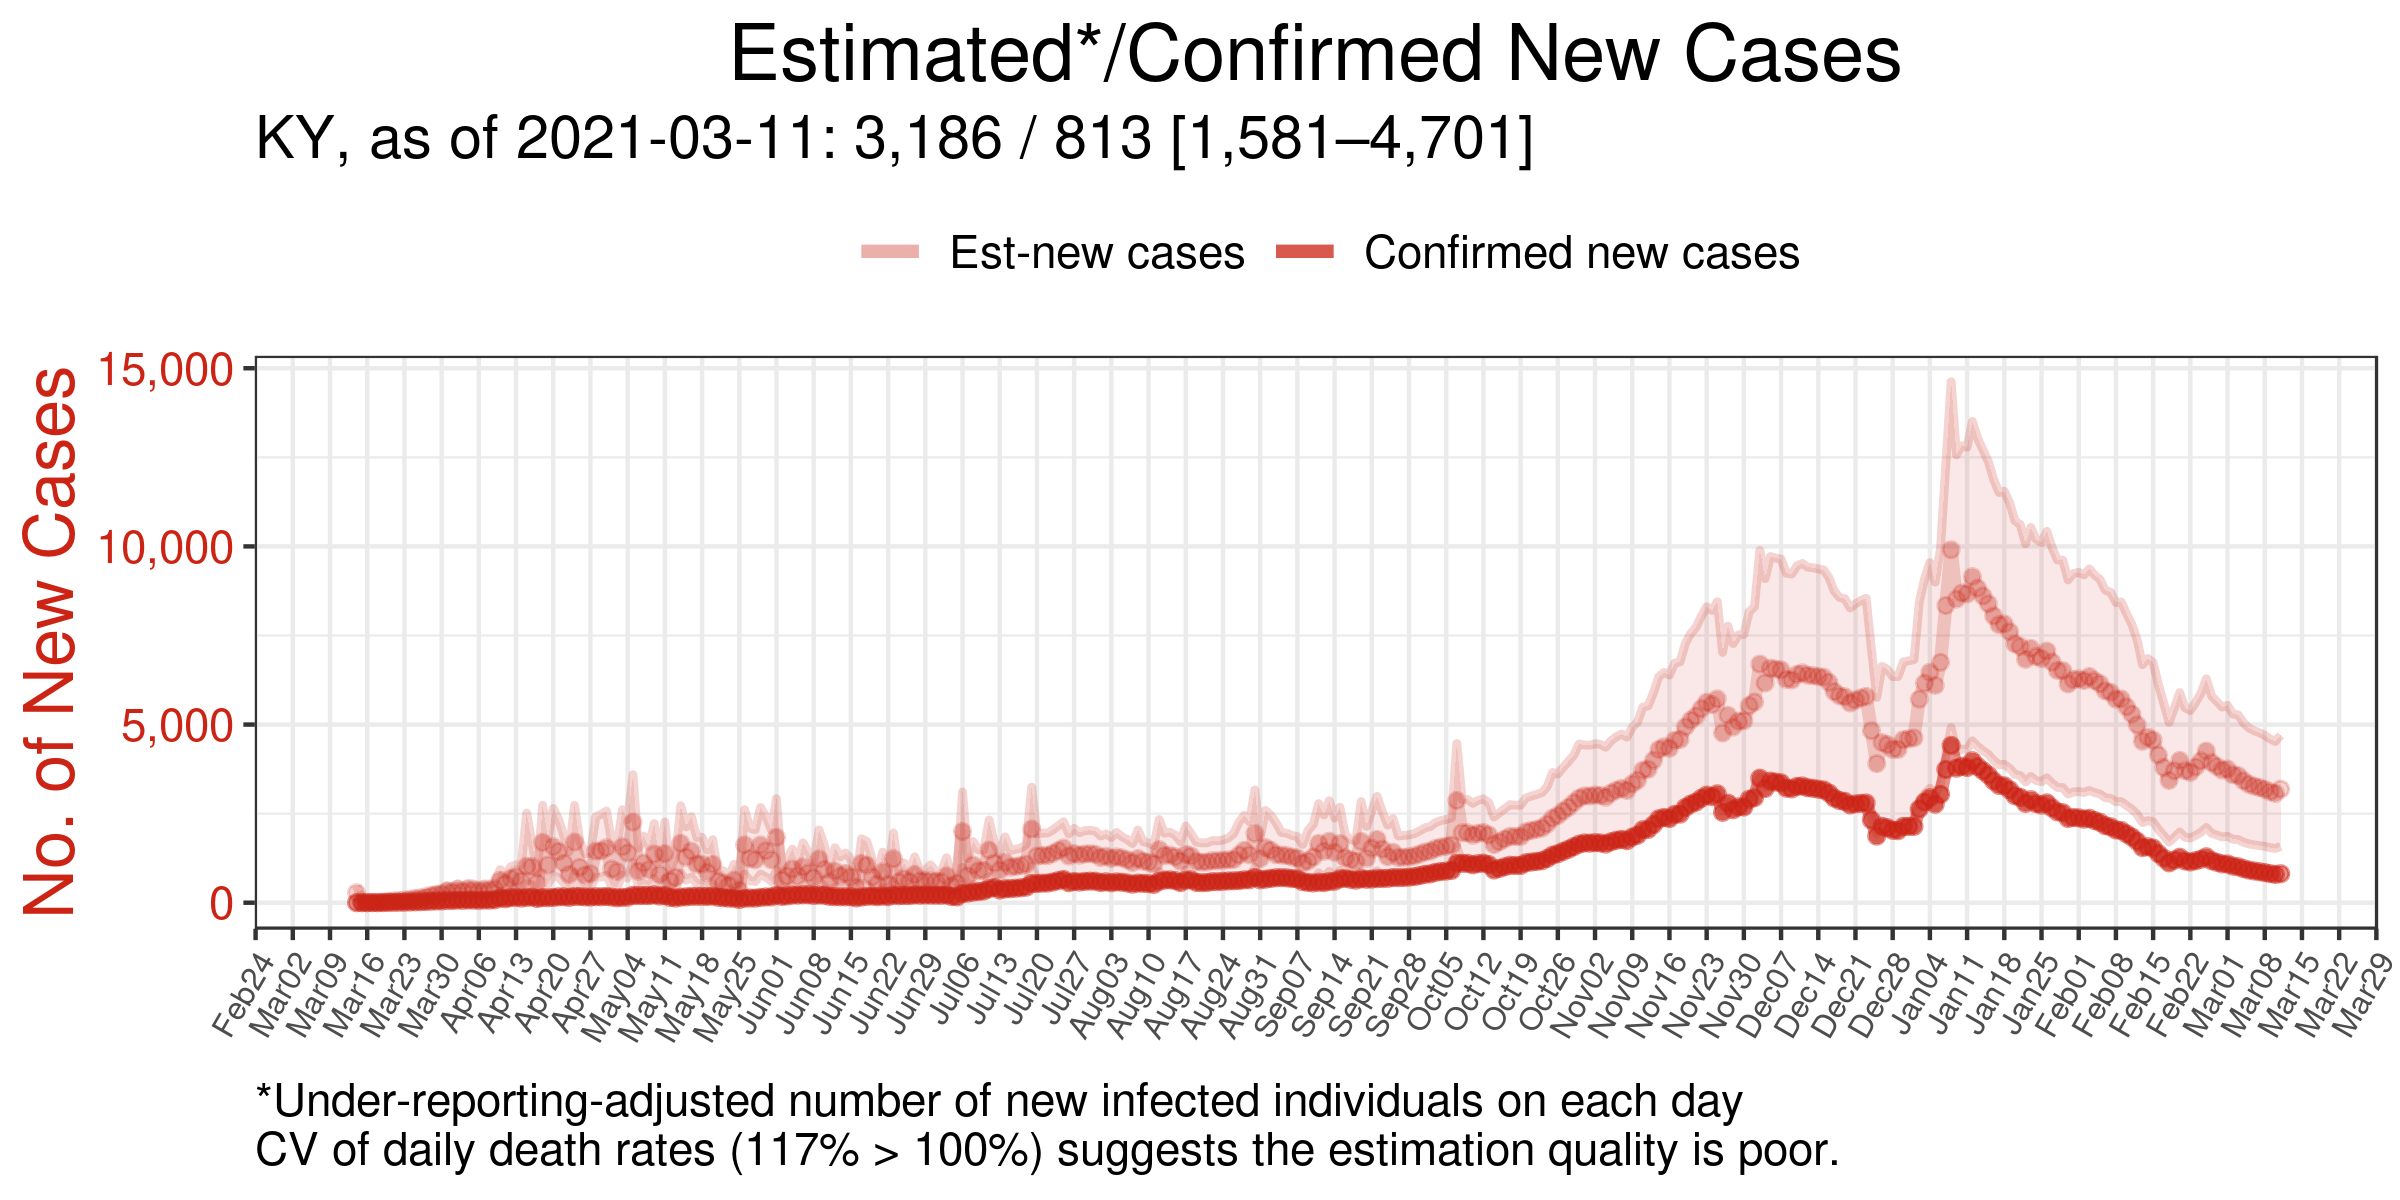 Estimated*/Confirmed New Cases
KY, as of 2021-03-11: 3,186 / 813 [1,581–4,701]
Est-new cases Confirmed new cases
No. of New Cases
15,000
10,000
5,000
0
Feb24 Mar02 Mar09 Mar16 Mar23 Mar30 Apr06 Apr13 Apr20 Apr27 May04 May11 May18 May25 Jun01 Jun08 Jun15 Jun22 Jun29 Jul06 Jul13 Jul20 Jul27 Aug03 Aug10 Aug17 Aug24 Aug31 Sep07 Sep14 Sep21 Sep28 Oct05 Oct12 Oct19 Oct26 Nov02 Nov09 Nov16 Nov23 Nov30 Dec07 Dec14 Dec21 Dec28 Jan04 Jan11 Jan18 Jan25 Feb01 Feb08 Feb15 Feb22 Mar01 Mar08 Mar15 Mar22 Mar29
*Under-reporting-adjusted number of new infected individuals on each day
CV of daily death rates (117% > 100%) suggests the estimation quality is poor.